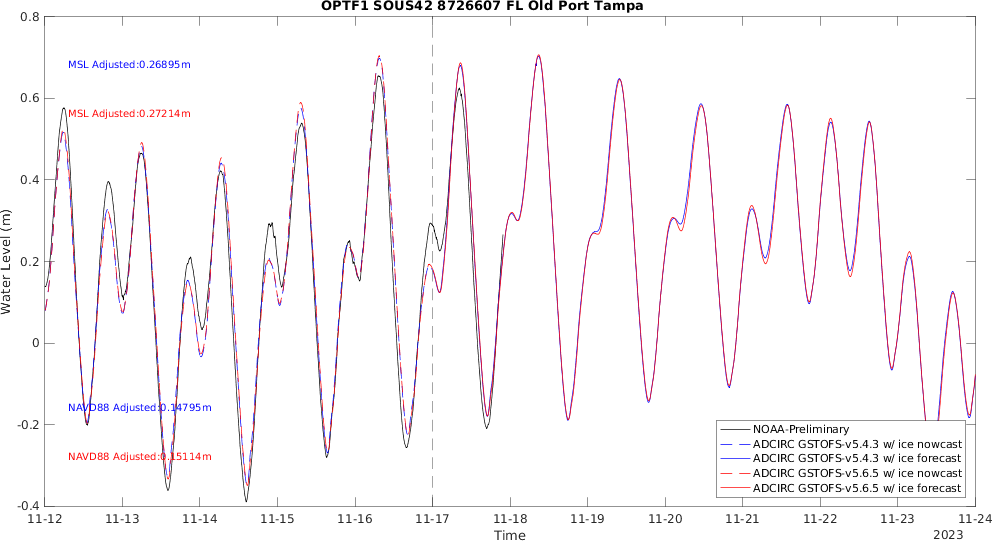 OPTF1 SOUS42 8726607 FL Old Port Tampa
0.8
0.6
0.4
0.2
0
-0.2
-0.4
Water Level (m)
MSL Adjusted:0.26895m
MSL Adjusted:0.27214m
NAVD88 Adjusted:0.14795m
NAVD88 Adjusted:0.15114m
NOAA-Preliminary
ADCIRC GSTOFS-v5.4.3 w/ ice nowcast
ADCIRC GSTOFS-v5.4.3 w/ ice forecast
ADCIRC GSTOFS-v5.6.5 w/ ice nowcast
ADCIRC GSTOFS-v5.6.5 w/ ice forecast
11-12 11-13 11-14 11-15 11-16 11-17 11-18 11-19 11-20 11-21 11-22 11-23 11-24
Time
2023